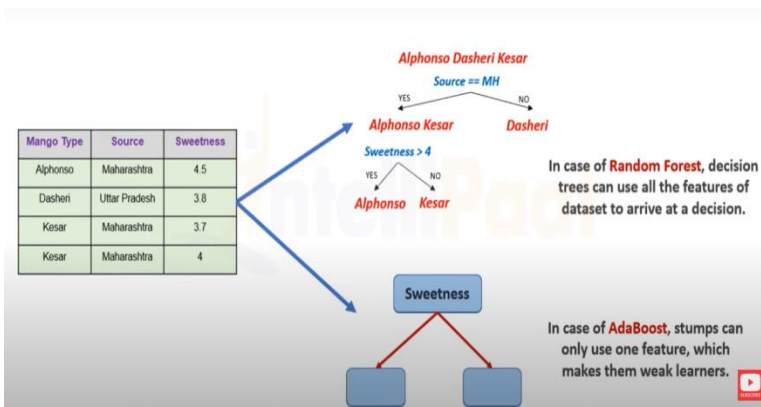 Alphonso Dasheri Kesar
Source == MH
YES
NO
Alphonso Kesar
Dasheri
Sweetness > 4
YES
NO
Alphonso
Kesar
Mango Type Source Sweetness
Alphonso Maharashtra 4.5
Dasheri Uttar Pradesh 3.8
Kesar Maharashtra 3.7
Kesar Maharashtra 4
In case of Random Forest, decision
trees can use all the features of
dataset to arrive at a decision.
Sweetness
In case of AdaBoost, stumps can
only use one feature, which
makes them weak learners.
IntelliPaat
SUBSCRIBE